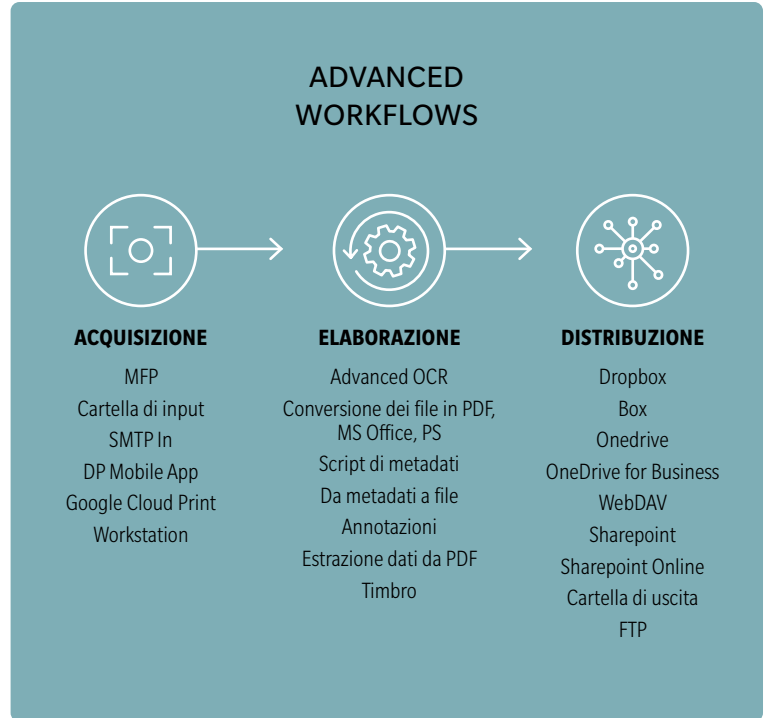 ADVANCED
WORKFLOWS
ACQUISIZIONE
MFP
Cartella di input
SMTP In
DP Mobile App
Google Cloud Print
Workstation
ELABORAZIONE
Advanced OCR
Conversione dei file in PDF,
MS Office, PS
Script di metadati
Da metadati a file
Annotazioni
Estrazione dati da PDF
Timbro
DISTRIBUZIONE
Dropbox
Box
Onedrive
OneDrive for Business
WebDAV
Sharepoint
Sharepoint Online
Cartella di uscita
FTP